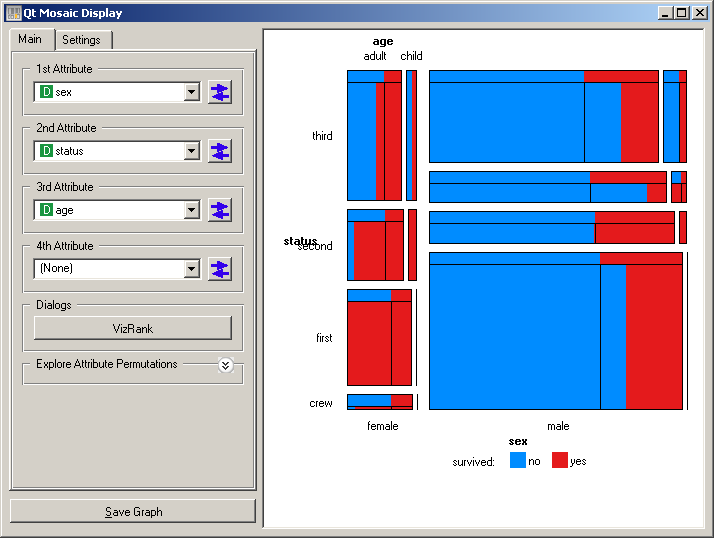 Qt Mosaic Display
Main
Settings
1st Attribute
D sex
2nd Attribute
D status
3rd Attribute
D age
4th Attribute
(None)
Dialogs
VizRank
Explore Attribute Permutations
Save Graph
age
adult child
third
status
second
first
crew
female male
sex
survived: no yes